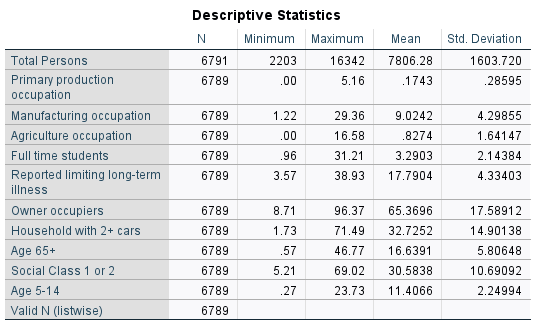 Descriptive Statistics
N Minimum Maximum Mean Std. Deviation
Total Persons 6791 2203 16342 7806.28 1603.720
Primary production
occupation 6789 .00 5.16 .1743 .28595
Manufacturing occupation 6789 1.22 29.36 9.0242 4.29855
Agriculture occupation 6789 .00 16.58 .8274 1.64147
Full time students 6789 .96 31.21 3.2903 2.14384
Reported limiting long-term
illness 6789 3.57 38.93 17.7904 4.33403
Owner occupiers 6789 8.71 96.37 65.3696 17.58912
Household with 2+ cars 6789 1.73 71.49 32.7252 14.90138
Age 65+ 6789 .57 46.77 16.6391 5.80648
Social Class 1 or 2 6789 5.21 69.02 30.5838 10.69092
Age 5-14 6789 .27 23.73 11.4066 2.24994
Valid N (listwise) 6789